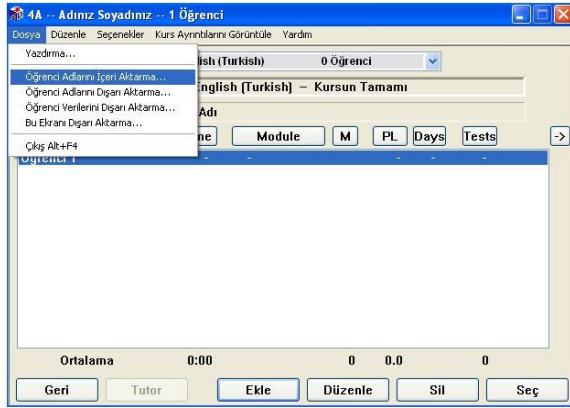 4A -- Adınız Soyadınız -- 1 Öğrenci
Dosya Düzenle Seçenekler Kurs Ayrıntılarını Görüntüle Yardım
Yazdırma...
Öğrenci Adlarını İçeri Aktarma...
Öğrenci Adlarını Dışarı Aktarma...
Öğrenci Verilerini Dışarı Aktarma...
Bu Ekranı Dışarı Aktarma...
Çıkış Alt+F4
(Turkish) 0 Öğrenci
English (Turkish) – Kursun Tamamı
Adı
Module M PL Days Tests ->
Öğrenci 1 - - - - -
Ortalama 0:00 0 0.0 0
Geri Tutor Ekle Düzenle Sil Seç